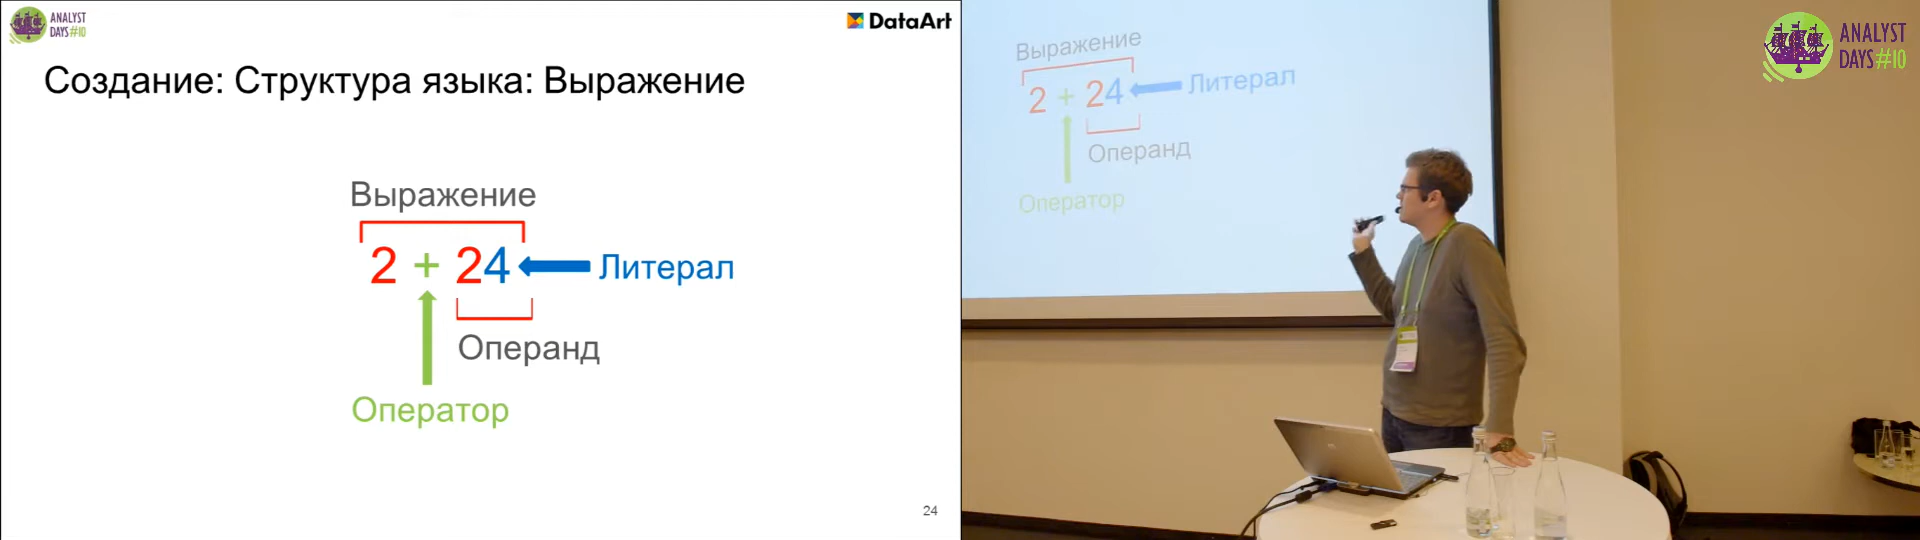 ANALYST
DAYS#10
DataArt
Создание: Структура языка: Выражение
Выражение
2 + 24
Литерал
Операнд
Оператор
24
Выражение
2 + 24
Литерал
Операнд
Оператор
ANALYST
DAYS#10